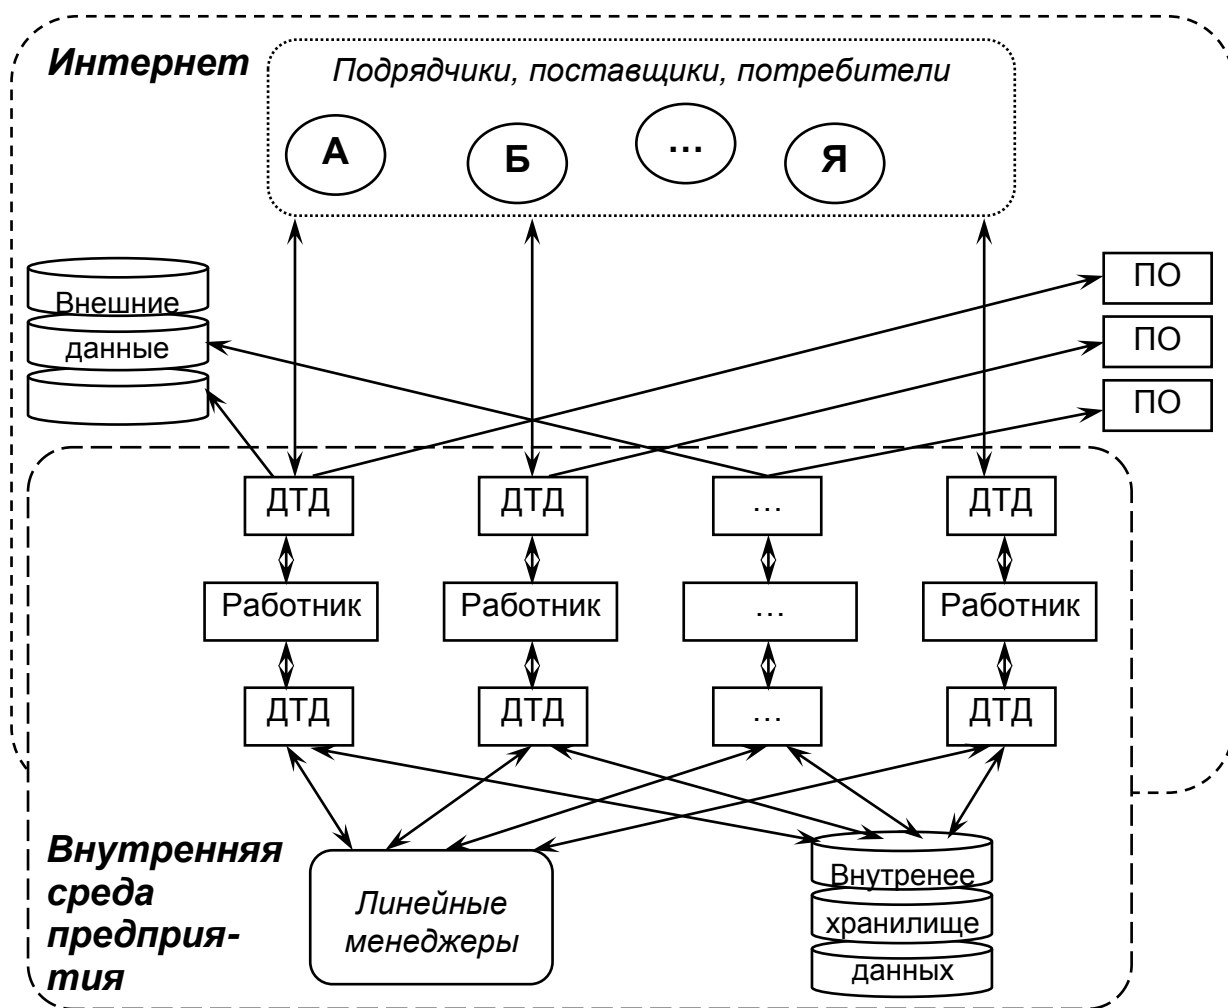 Интернет
Подрядчики, поставщики, потребители
А
Б
...
Я
Внешние
данные
ПО
ПО
ПО
ДТД
ДТД
...
ДТД
Работник
Работник
...
Работник
ДТД
ДТД
...
ДТД
Внутренняя
среда
предприя-
тия
Линейные
менеджеры
Внутренее
хранилище
данных